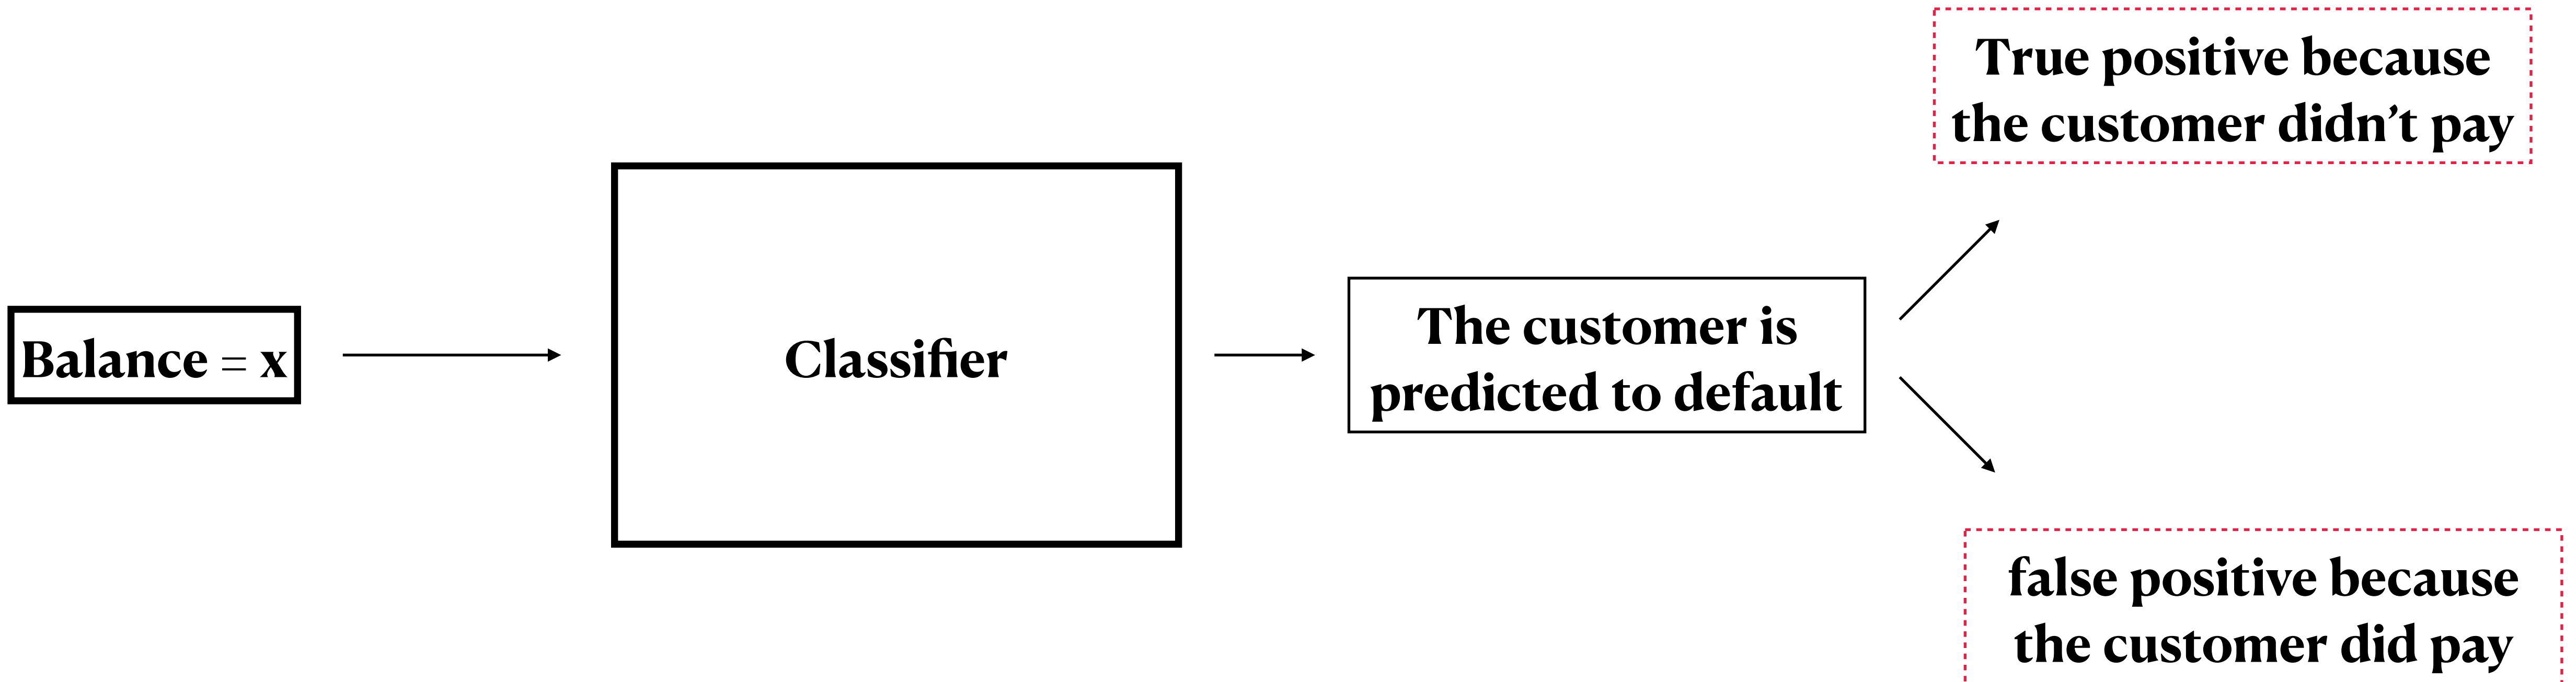 True positive because
the customer didn’t pay
Balance = x
Classifier
The customer is
predicted to default
false positive because
the customer did pay